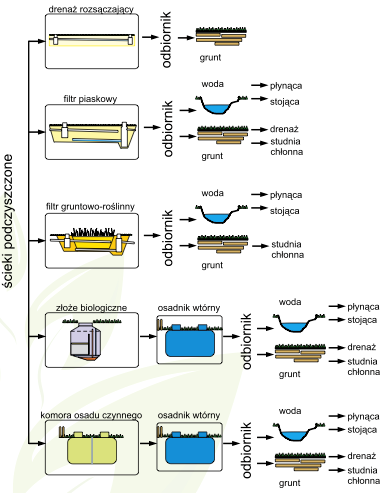 ścieki podczyszczone
drenaż rozsączający
odbiornik
grunt
filtr piaskowy
odbiornik
woda
płynąca
stojąca
drenaż
studnia
chłonna
grunt
filtr gruntowo-roślinny
odbiornik
woda
płynąca
stojąca
studnia
chłonna
grunt
złoże biologiczne
osadnik wtórny
odbiornik
woda
płynąca
stojąca
drenaż
studnia
chłonna
grunt
komora osadu czynnego
osadnik wtórny
odbiornik
woda
płynąca
stojąca
drenaż
studnia
chłonna
grunt